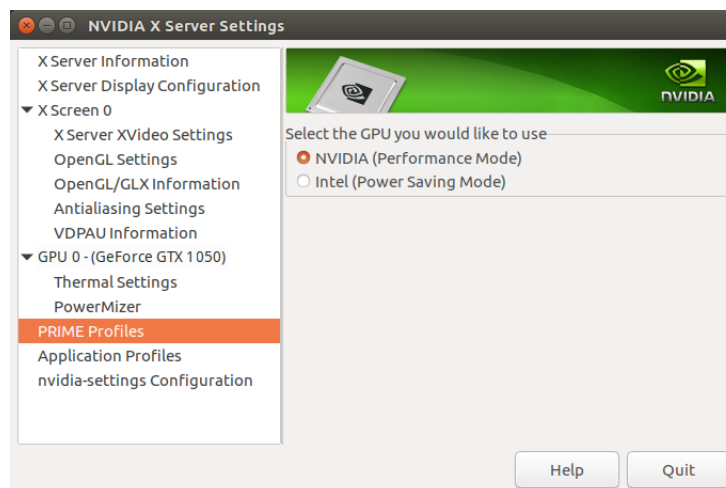 NVIDIA X Server Settings
X Server Information
X Server Display Configuration
X Screen 0
X Server XVideo Settings
OpenGL Settings
OpenGL/GLX Information
Antialiasing Settings
VDPAU Information
GPU 0 - (GeForce GTX 1050)
Thermal Settings
PowerMizer
PRIME Profiles
Application Profiles
nvidia-settings Configuration
NVIDIA
Select the GPU you would like to use
NVIDIA (Performance Mode)
Intel (Power Saving Mode)
Help
Quit